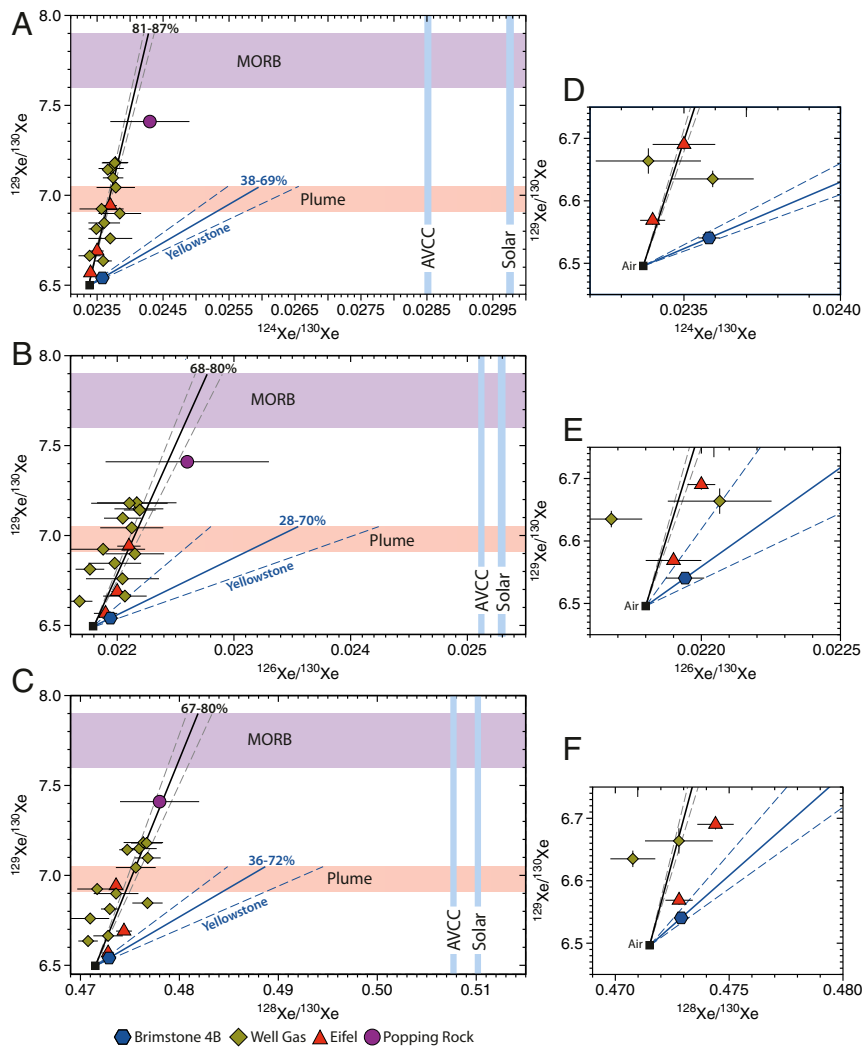 A
8.0
81-87%
MORB
7.5
129Xe/130Xe
7.0
38-69%
Plume
Yellowstone
AVCC
Solar
6.5
0.0235 0.0245 0.0255 0.0265 0.0275 0.0285 0.0295
124Xe/130Xe
D
6.7
129Xe/130Xe
6.6
6.5
Air
0.0235 0.0240
124Xe/130Xe
B
8.0
68-80%
MORB
7.5
129Xe/130Xe
7.0
28-70%
Plume
Yellowstone
AVCC
Solar
6.5
0.022 0.023 0.024 0.025
126Xe/130Xe
E
6.7
129Xe/130Xe
6.6
6.5
Air
0.0220 0.0225
126Xe/130Xe
C
8.0
67-80%
MORB
7.5
129Xe/130Xe
7.0
36-72%
Plume
Yellowstone
AVCC
Solar
6.5
0.47 0.48 0.49 0.50 0.51
128Xe/130Xe
F
6.7
129Xe/130Xe
6.6
6.5
Air
0.470 0.475 0.480
128Xe/130Xe
Brimstone 4B Well Gas Eifel Popping Rock